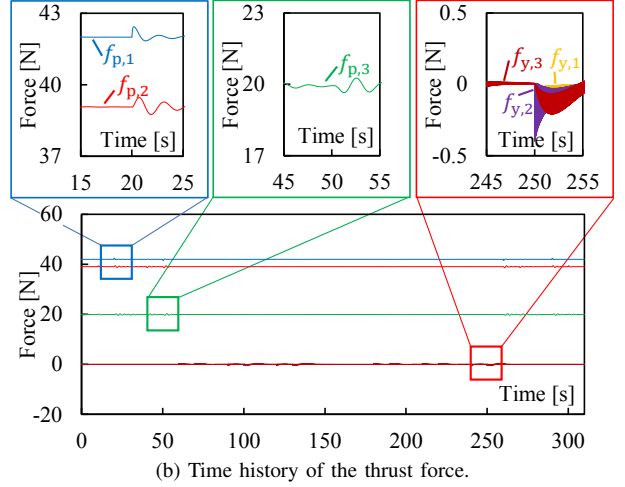 43
40
37
Force [N]
f_p,1
f_p,2
Time [s]
15 20 25
23
20
17
Force [N]
f_p,3
Time [s]
45 50 55
0.5
0
-0.5
Force [N]
f_y,3
f_y,1
f_y,2
Time [s]
245 250 255
60
40
20
0
-20
Force [N]
Time [s]
0 50 100 150 200 250 300
(b) Time history of the thrust force.